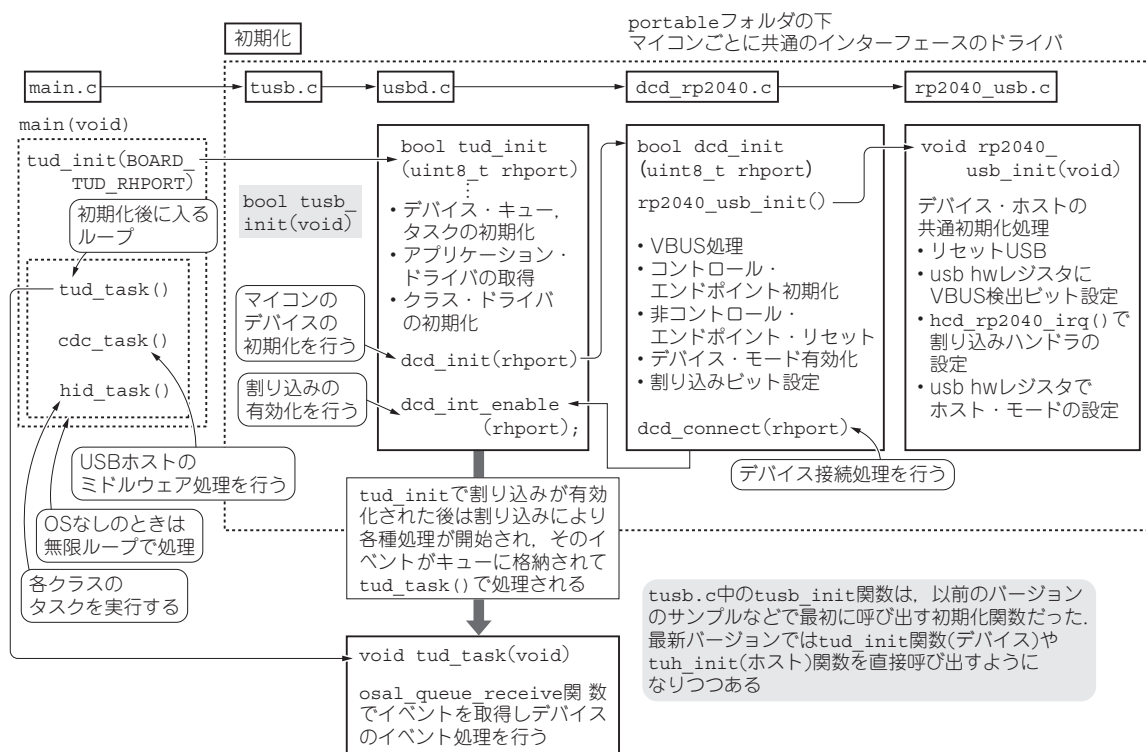 初期化
portableフォルダの下
マイコンごとに共通のインターフェースのドライバ
main.c
tusb.c
usbd.c
dcd_rp2040.c
rp2040_usb.c
main(void)
tud_init(BOARD_
TUD_RHPORT)
初期化後に入る
ループ
tud_task()
cdc_task()
hid_task()
USBホストの
ミドルウェア処理を行う
OSなしのときは
無限ループで処理
各クラスの
タスクを実行する
bool tusb_
init(void)
マイコンの
デバイスの
初期化を行う
割り込みの
有効化を行う
bool tud_init
(uint8_t rhport)
⋮
・デバイス・キュー,
タスクの初期化
・アプリケーション・
ドライバの取得
・クラス・ドライバ
の初期化
dcd_init(rhport)
dcd_int_enable
(rhport);
bool dcd_init
(uint8_t rhport)
rp2040_usb_init()
・VBUS処理
・コントロール・
エンドポイント初期化
・非コントロール・
エンドポイント・リセット
・デバイス・モード有効化
・割り込みビット設定
dcd_connect(rhport)
デバイス接続処理を行う
void rp2040_
usb_init(void)
デバイス・ホストの
共通初期化処理
・リセットUSB
・usb hwレジスタに
VBUS検出ビット設定
・hcd_rp2040_irq()で
割り込みハンドラの
設定
・usb hwレジスタで
ホスト・モードの設定
tud_initで割り込みが有効
化された後は割り込みにより
各種処理が開始され，そのイ
ベントがキューに格納されて
tud_task()で処理される
void tud_task(void)
osal_queue_receive関数
でイベントを取得しデバイス
のイベント処理を行う
tusb.c中のtusb_init関数は，以前のバージョン
のサンプルなどで最初に呼び出す初期化関数だった.
最新バージョンではtud_init関数(デバイス)や
tuh_init(ホスト)関数を直接呼び出すように
なりつつある